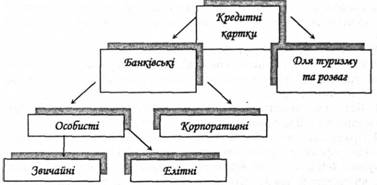 Кредитні
картки
Банківські
Для туризму
та розваг
Особисті
Корпоративні
Звичайні
Елітні